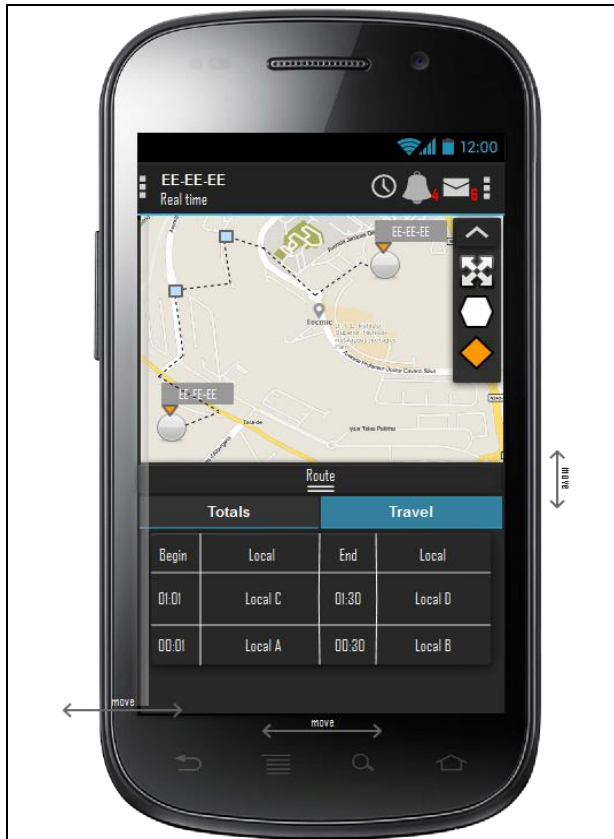 12:00
EE-EE-EE
Real time
4
6
EE-EE-EE
Tecmic
EE-EE-EE
Route
move
Totals
Travel
Begin Local End Local
01:01 Local C 01:30 Local D
00:01 Local A 00:30 Local B
move
move